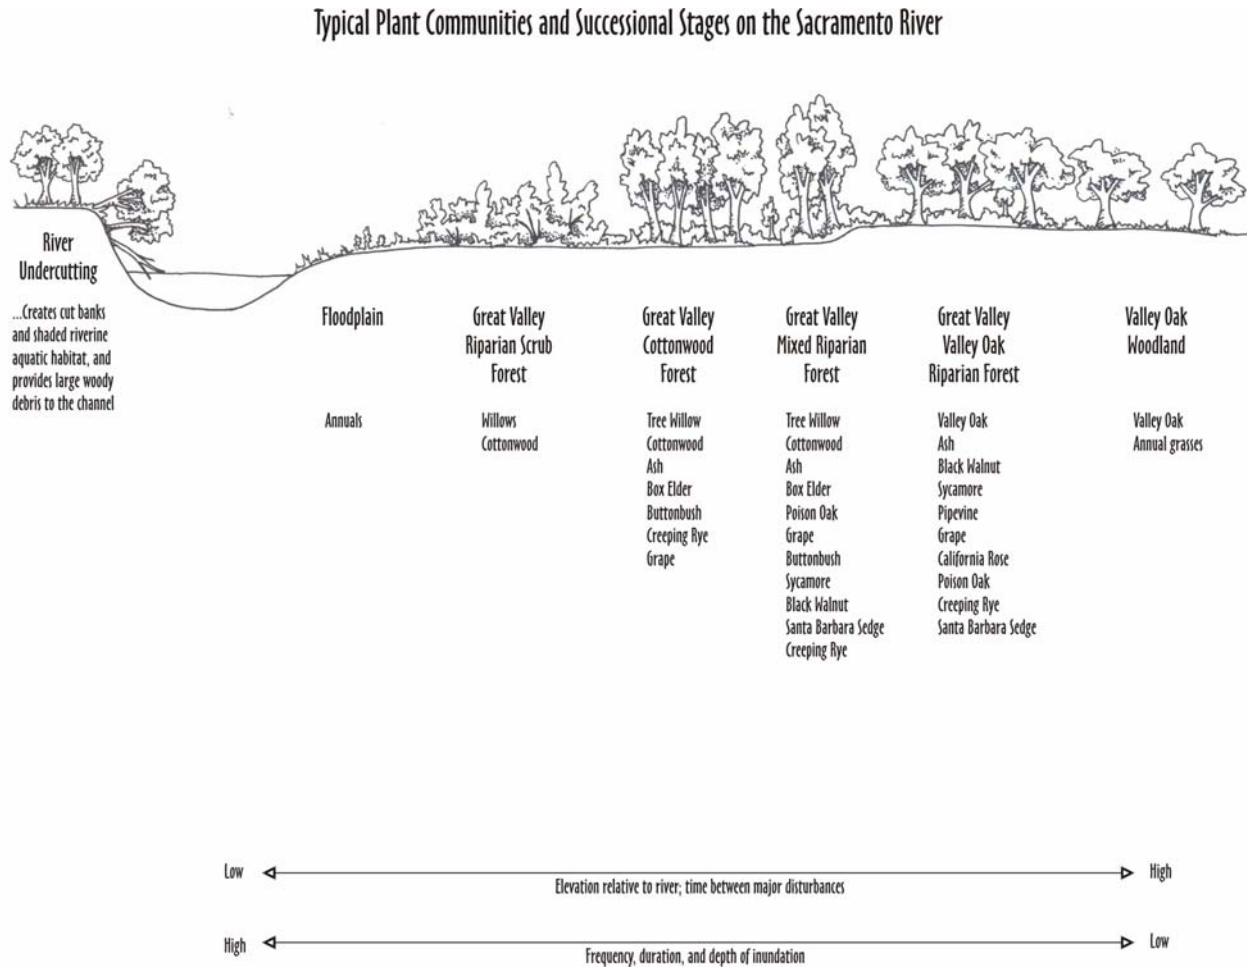 Typical Plant Communities and Successional Stages on the Sacramento River
River
Undercutting
...Creates cut banks
and shaded riverine
aquatic habitat, and
provides large woody
debris to the channel
Floodplain
Annuals
Great Valley
Riparian Scrub
Forest
Willows
Cottonwood
Great Valley
Cottonwood
Forest
Tree Willow
Cottonwood
Ash
Box Elder
Buttonbush
Creeping Rye
Grape
Great Valley
Mixed Riparian
Forest
Tree Willow
Cottonwood
Ash
Box Elder
Poison Oak
Grape
Buttonbush
Sycamore
Black Walnut
Santa Barbara Sedge
Creeping Rye
Great Valley
Valley Oak
Riparian Forest
Valley Oak
Ash
Black Walnut
Sycamore
Pipevine
Grape
California Rose
Poison Oak
Creeping Rye
Santa Barbara Sedge
Valley Oak
Woodland
Valley Oak
Annual grasses
Low
High
Elevation relative to river; time between major disturbances
High
Low
Frequency, duration, and depth of inundation